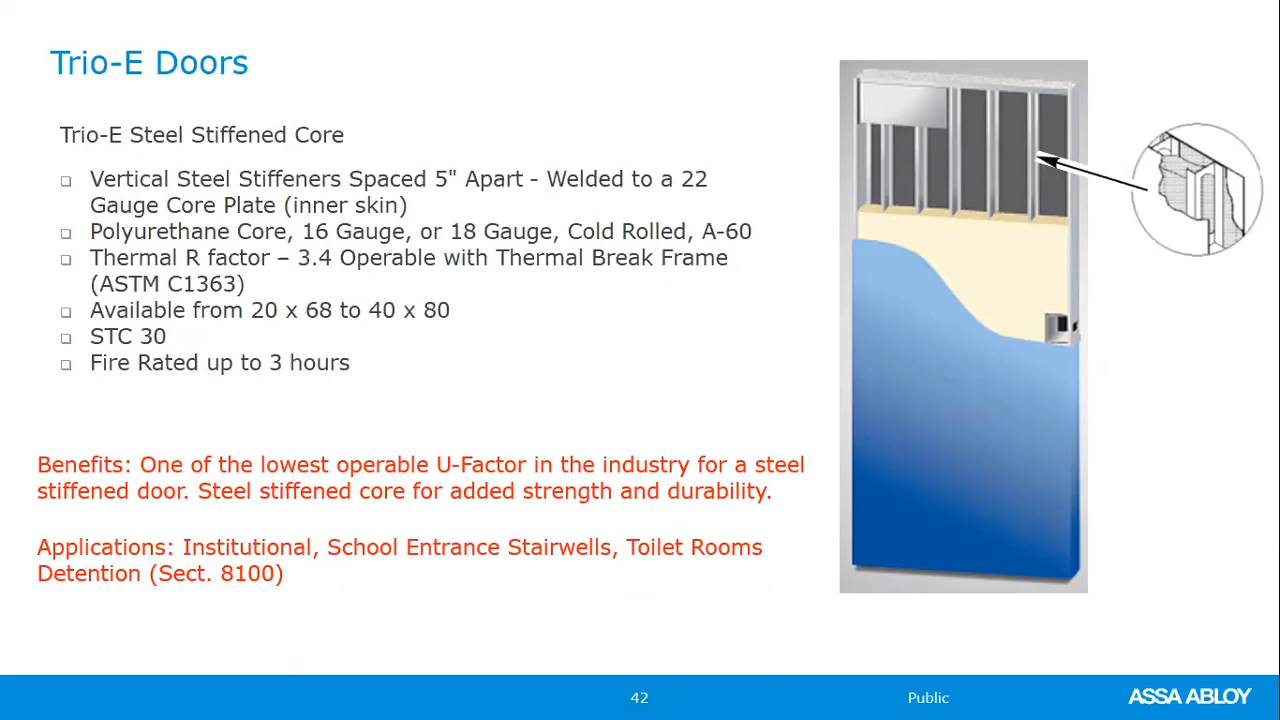 Trio-E Doors
Trio-E Steel Stiffened Core
Vertical Steel Stiffeners Spaced 5" Apart - Welded to a 22
Gauge Core Plate (inner skin)
Polyurethane Core, 16 Gauge, or 18 Gauge, Cold Rolled, A-60
Thermal R factor – 3.4 Operable with Thermal Break Frame
(ASTM C1363)
Available from 20 x 68 to 40 x 80
STC 30
Fire Rated up to 3 hours
Benefits: One of the lowest operable U-Factor in the industry for a steel
stiffened door. Steel stiffened core for added strength and durability.
Applications: Institutional, School Entrance Stairwells, Toilet Rooms
Detention (Sect. 8100)
42
Public
ASSA ABLOY